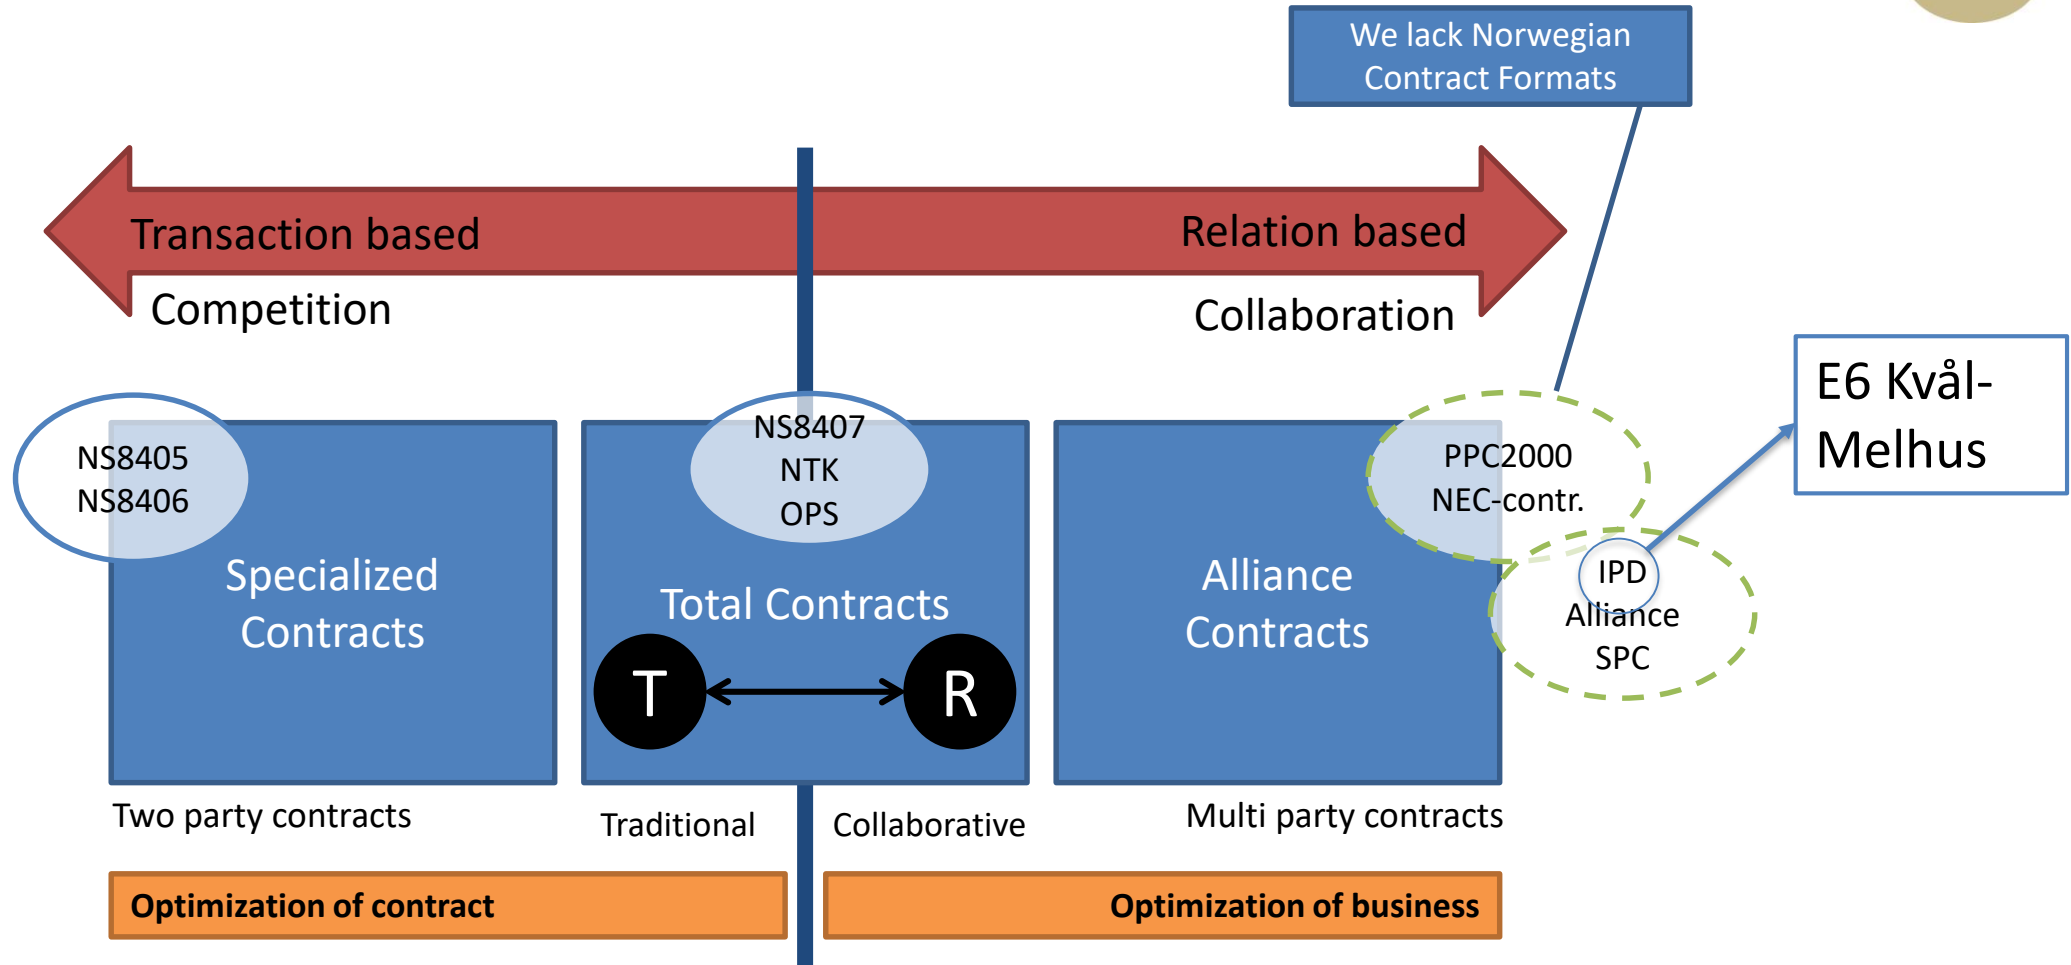 We lack Norwegian
Contract Formats
Transaction based
Relation based
Competition
Collaboration
E6 Kvål-
Melhus
NS8405
NS8406
NS8407
NTK
OPS
PPC2000
NEC-contr.
IPD
Alliance
SPC
Specialized
Contracts
Total Contracts
T
R
Alliance
Contracts
Two party contracts
Traditional
Collaborative
Multi party contracts
Optimization of contract
Optimization of business